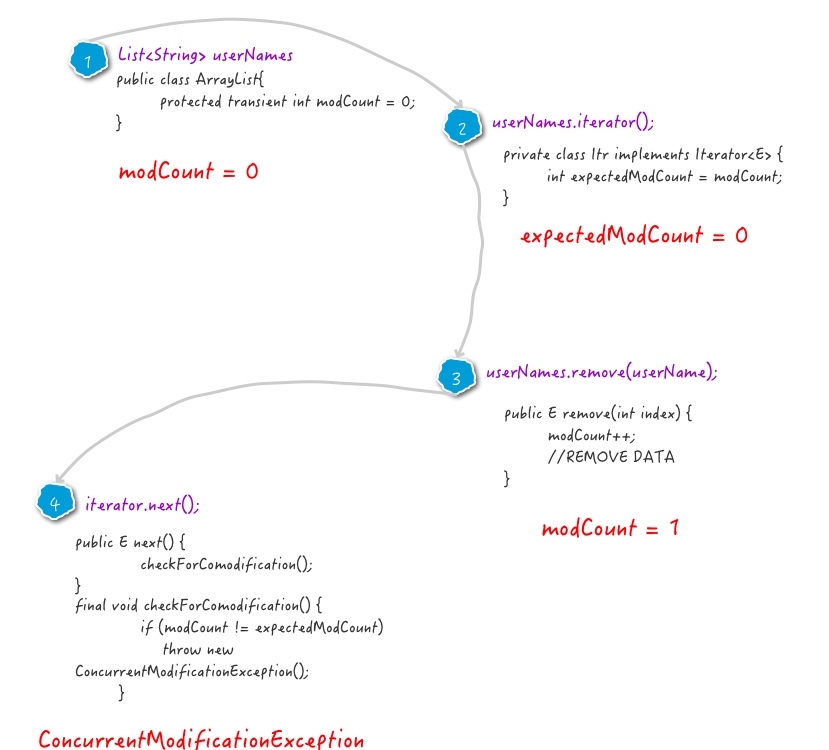 1
List<String> userNames
public class ArrayList{
protected transient int modCount = 0;
}
modCount = 0
2
userNames.iterator();
private class Itr implements Iterator<E> {
int expectedModCount = modCount;
}
expectedModCount = 0
3
userNames.remove(userName);
public E remove(int index) {
modCount++;
//REMOVE DATA
}
modCount = 1
4
iterator.next();
public E next() {
checkForComodification();
}
final void checkForComodification() {
if (modCount != expectedModCount)
throw new
ConcurrentModificationException();
}
ConcurrentModificationException